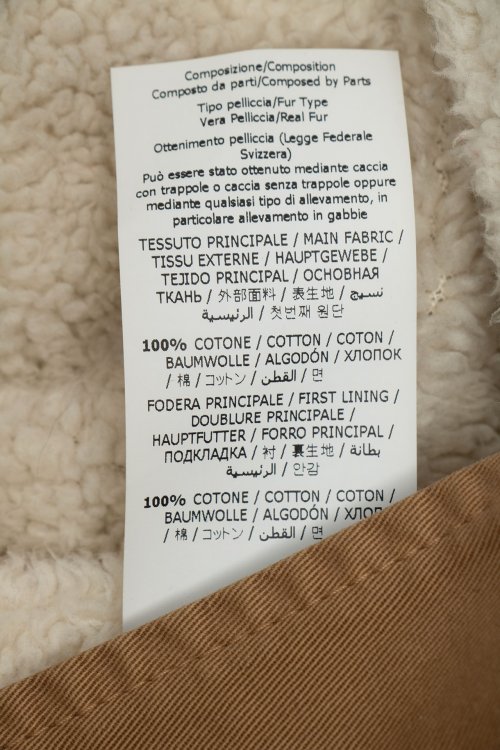 Composizione/Composition
Composto da parti/Composed by Parts
Tipo pelliccia/Fur Type
Vera Pelliccia/Real Fur
Ottenimento pelliccia (Legge Federale
Svizzera)
Può essere stato ottenuto mediante caccia
con trappole o caccia senza trappole oppure
mediante qualsiasi tipo di allevamento, in
particolare allevamento in gabbie
TESSUTO PRINCIPALE / MAIN FABRIC /
TISSU EXTERNE / HAUPTGEWEBE /
TEJIDO PRINCIPAL / ОСНОВНАЯ
ТКАНЬ / 外部面料 / 表生地 / نسيج
الرئيسية / 첫번째 원단
100% COTONE / COTTON / COTON /
BAUMWOLLE / ALGODÓN / ХЛОПОК
/ 棉 / コットン / القطن / 면
FODERA PRINCIPALE / FIRST LINING /
DOUBLURE PRINCIPALE /
HAUPTFUTTER / FORRO PRINCIPAL /
ПОДКЛАДКА / 衬 / 裏生地 / بطانة
الرئيسية / 안감
100% COTONE / COTTON / COTON /
BAUMWOLLE / ALGODÓN / ХЛОПОК
/ 棉 / コットン / القطن / 면